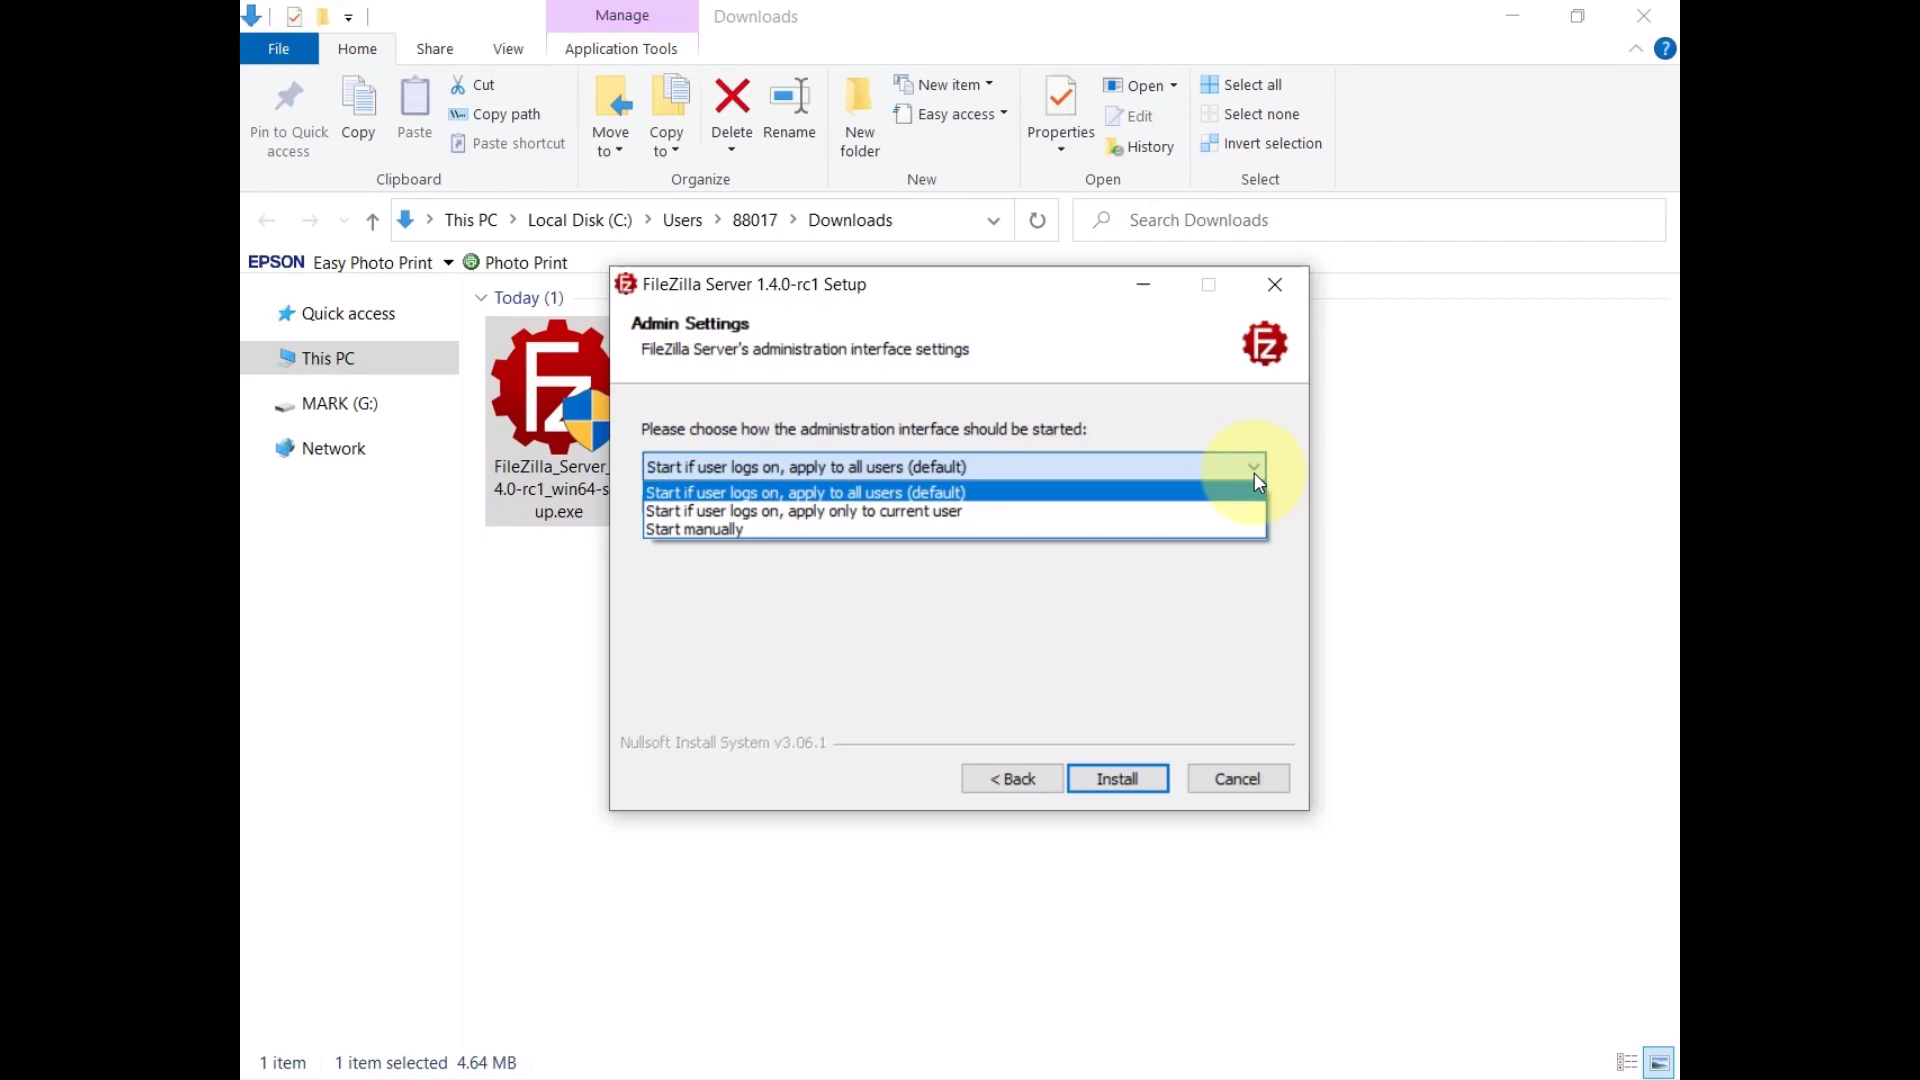 Manage
Downloads
File
Home
Share
View
Application Tools
Pin to Quick access
Copy
Paste
Cut
Copy path
Paste shortcut
Clipboard
Move to
Copy to
Delete
Rename
Organize
New folder
New item
Easy access
New
Properties
Open
Edit
History
Open
Select all
Select none
Invert selection
Select
This PC > Local Disk (C:) > Users > 88017 > Downloads
Search Downloads
EPSON Easy Photo Print
Photo Print
Quick access
This PC
MARK (G:)
Network
Today (1)
FileZilla_Server_
4.0-rc1_win64-s
up.exe
FileZilla Server 1.4.0-rc1 Setup
Admin Settings
FileZilla Server's administration interface settings
Fz
Please choose how the administration interface should be started:
Start if user logs on, apply to all users (default)
Start if user logs on, apply to all users (default)
Start if user logs on, apply only to current user
Start manually
Nullsoft Install System v3.06.1
< Back
Install
Cancel
1 item
1 item selected 4.64 MB